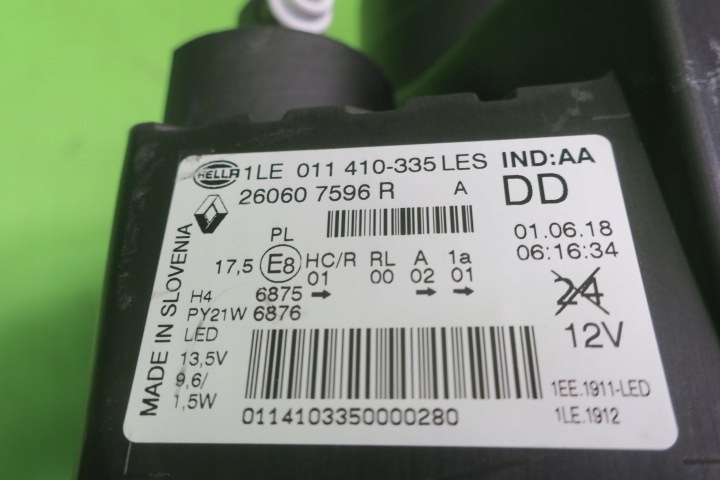 HELLA 1LE 011 410-335 LES IND:AA
26060 7596 R A DD
01.06.18
06:16:34
PL
17,5 E8 HC/R RL A 1a
01 00 02 01
H4 6875 → → →
PY21W 6876
LED
13,5V
9,6/
1,5W
MADE IN SLOVENIA
24
12V
0114103350000280
1EE.1911-LED
1LE.1912